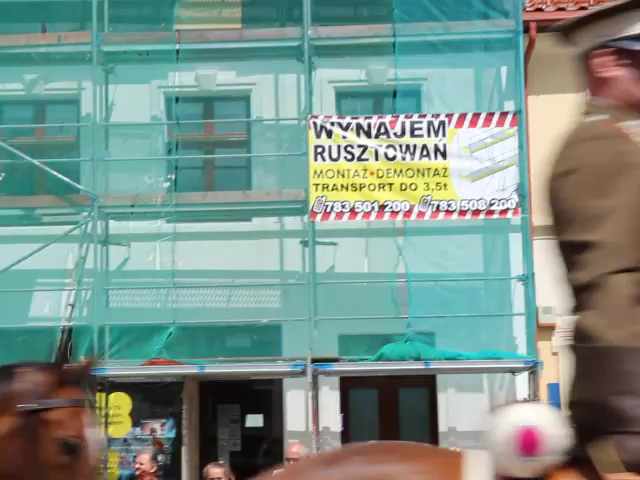 WYNAJEM
RUSZTOWAŃ
MONTAŻ•DEMONTAŻ
TRANSPORT DO 3,5t
783 501 200 783 508 200